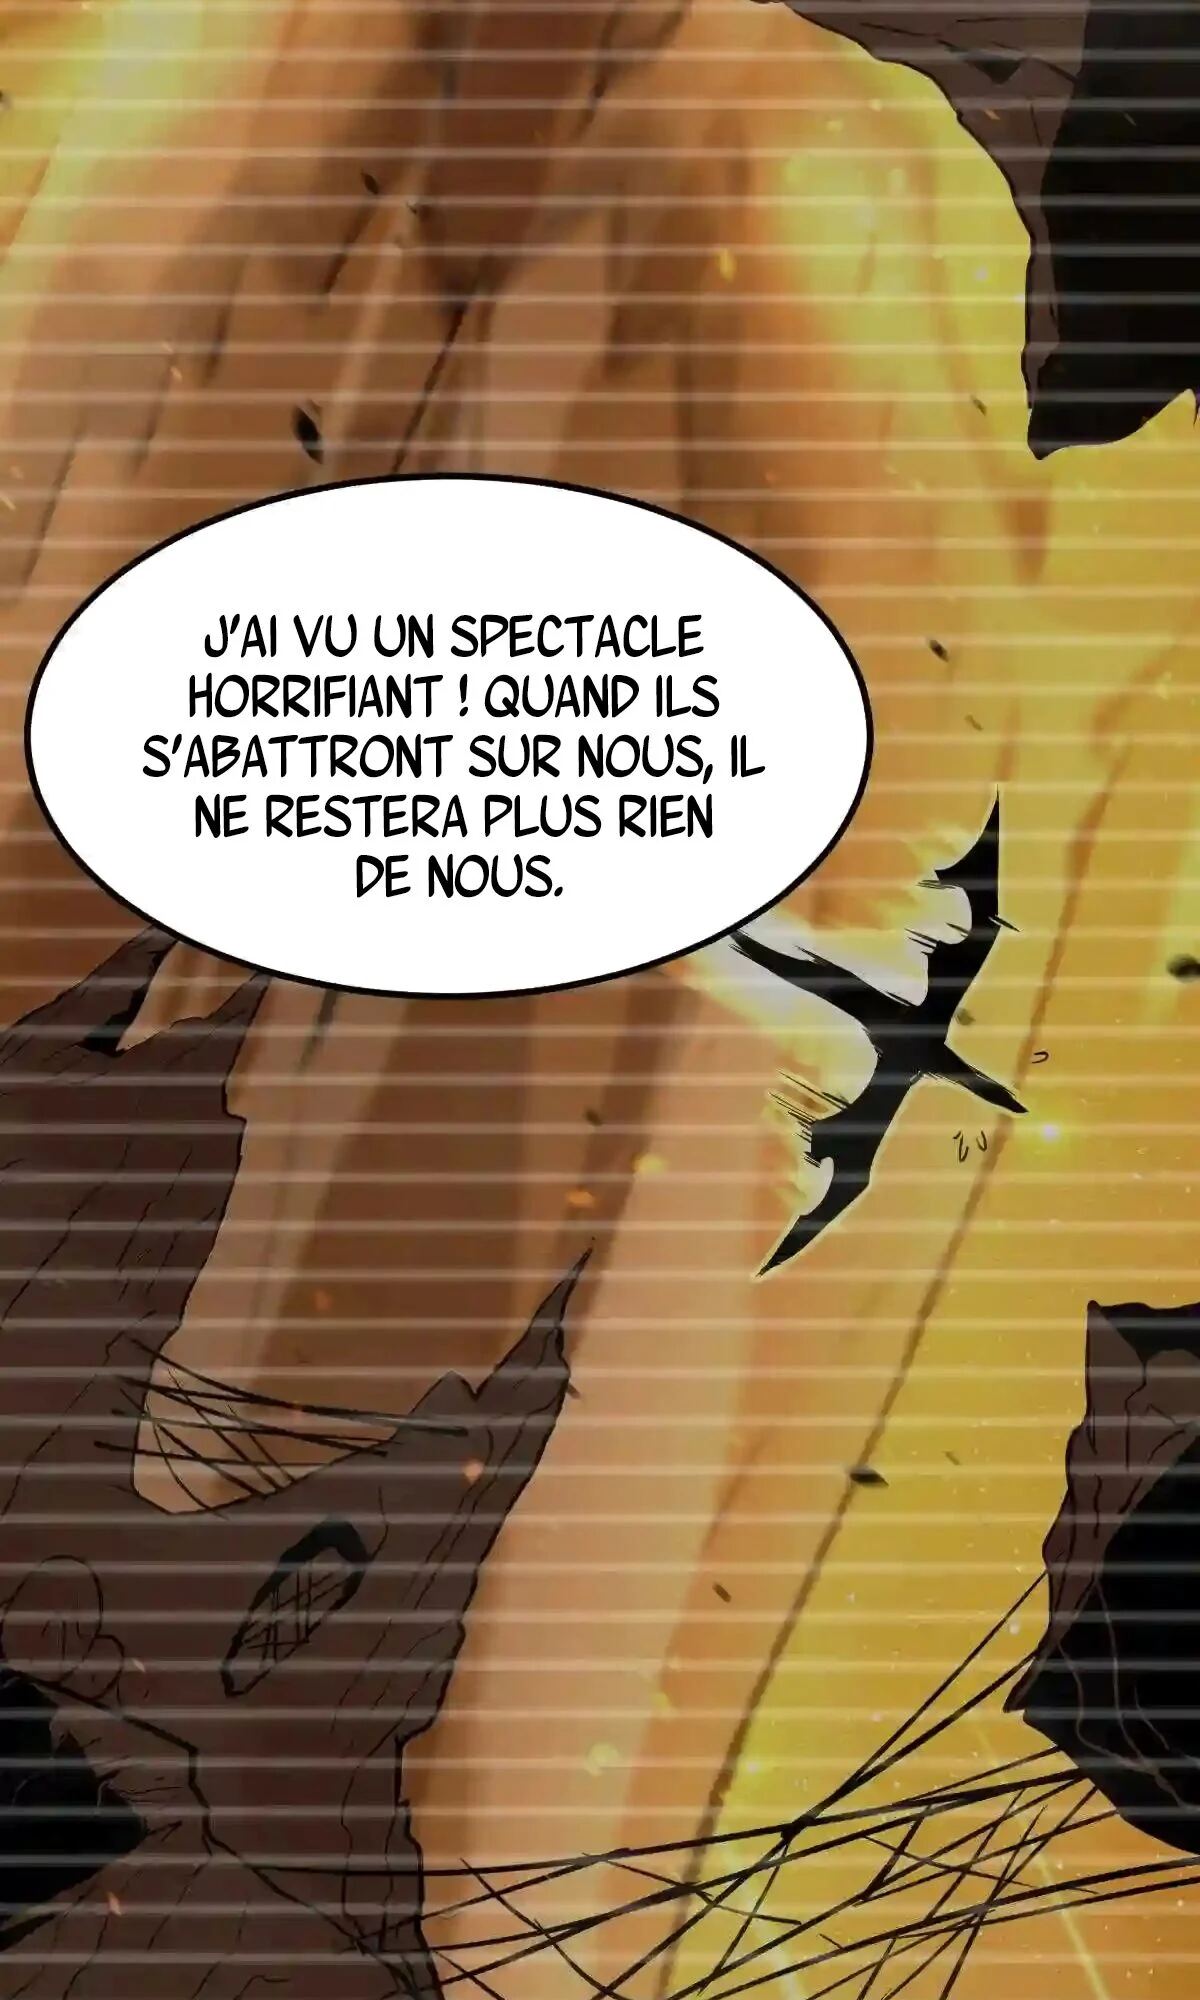 J'AI VU UN SPECTACLE
HORRIFIANT ! QUAND ILS
S'ABATTRONT SUR NOUS, IL
NE RESTERA PLUS RIEN
DE NOUS.